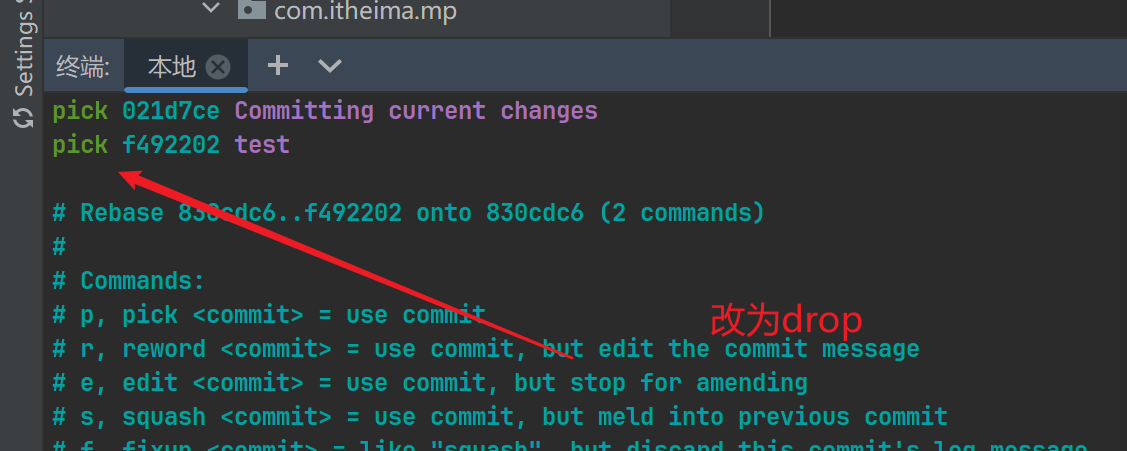 com.itheima.mp
Settings
终端:
本地
pick 021d7ce Committing current changes
pick f492202 test
# Rebase 830cdc6..f492202 onto 830cdc6 (2 commands)
#
# Commands:
# p, pick <commit> = use commit
改为drop
# r, reword <commit> = use commit, but edit the commit message
# e, edit <commit> = use commit, but stop for amending
# s, squash <commit> = use commit, but meld into previous commit
# f, fixup <commit> = like "squash", but discard this commit's log message